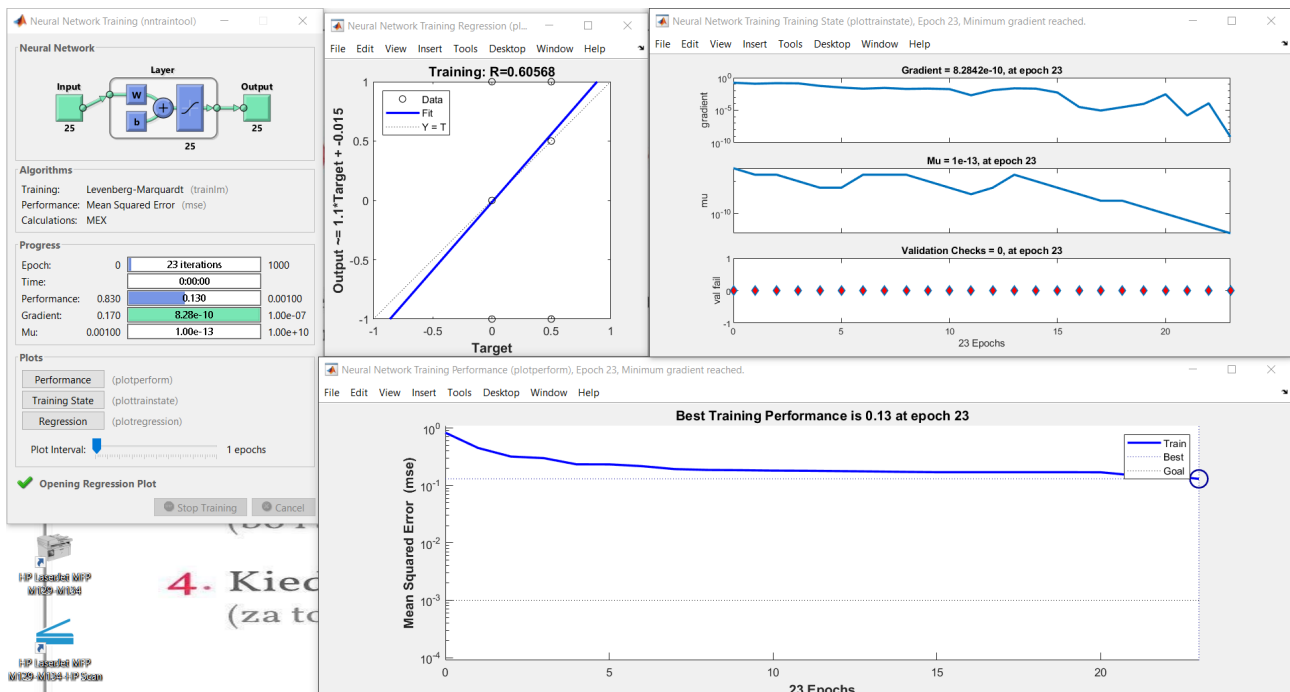 Neural Network Training (nntraintool)
Neural Network
Layer
Input
W
b
Output
25
25
25
Algorithms
Training: Levenberg-Marquardt (trainlm)
Performance: Mean Squared Error (mse)
Calculations: MEX
Progress
Epoch: 0 23 iterations 1000
Time: 0:00:00
Performance: 0.830 0.130 0.00100
Gradient: 0.170 8.28e-10 1.00e-07
Mu: 0.00100 1.00e-13 1.00e+10
Plots
Performance (plotperform)
Training State (plottrainstate)
Regression (plotregression)
Plot Interval: 1 epochs
Opening Regression Plot
Stop Training Cancel
Neural Network Training Regression (pl...
File Edit View Insert Tools Desktop Window Help
Training: R=0.60568
Data
Fit
Y = T
Output ~= 1.1*Target + -0.015
1
0.5
0
-0.5
-1
-1 -0.5 0 0.5 1
Target
Neural Network Training Training State (plottrainstate), Epoch 23, Minimum gradient reached.
File Edit View Insert Tools Desktop Window Help
Gradient = 8.2842e-10, at epoch 23
gradient
10^0
10^-5
10^-10
Mu = 1e-13, at epoch 23
mu
10^-10
Validation Checks = 0, at epoch 23
val fail
1
0
-1
0 5 10 15 20
23 Epochs
Neural Network Training Performance (plotperform), Epoch 23, Minimum gradient reached.
File Edit View Insert Tools Desktop Window Help
Best Training Performance is 0.13 at epoch 23
Train
Best
Goal
Mean Squared Error (mse)
10^0
10^-1
10^-2
10^-3
10^-4
0 5 10 15 20
23 Epochs
4. Kied
(za to
HP LaserJet MFP
M129-M134
HP LaserJet MFP
M129-M134-HP Scan